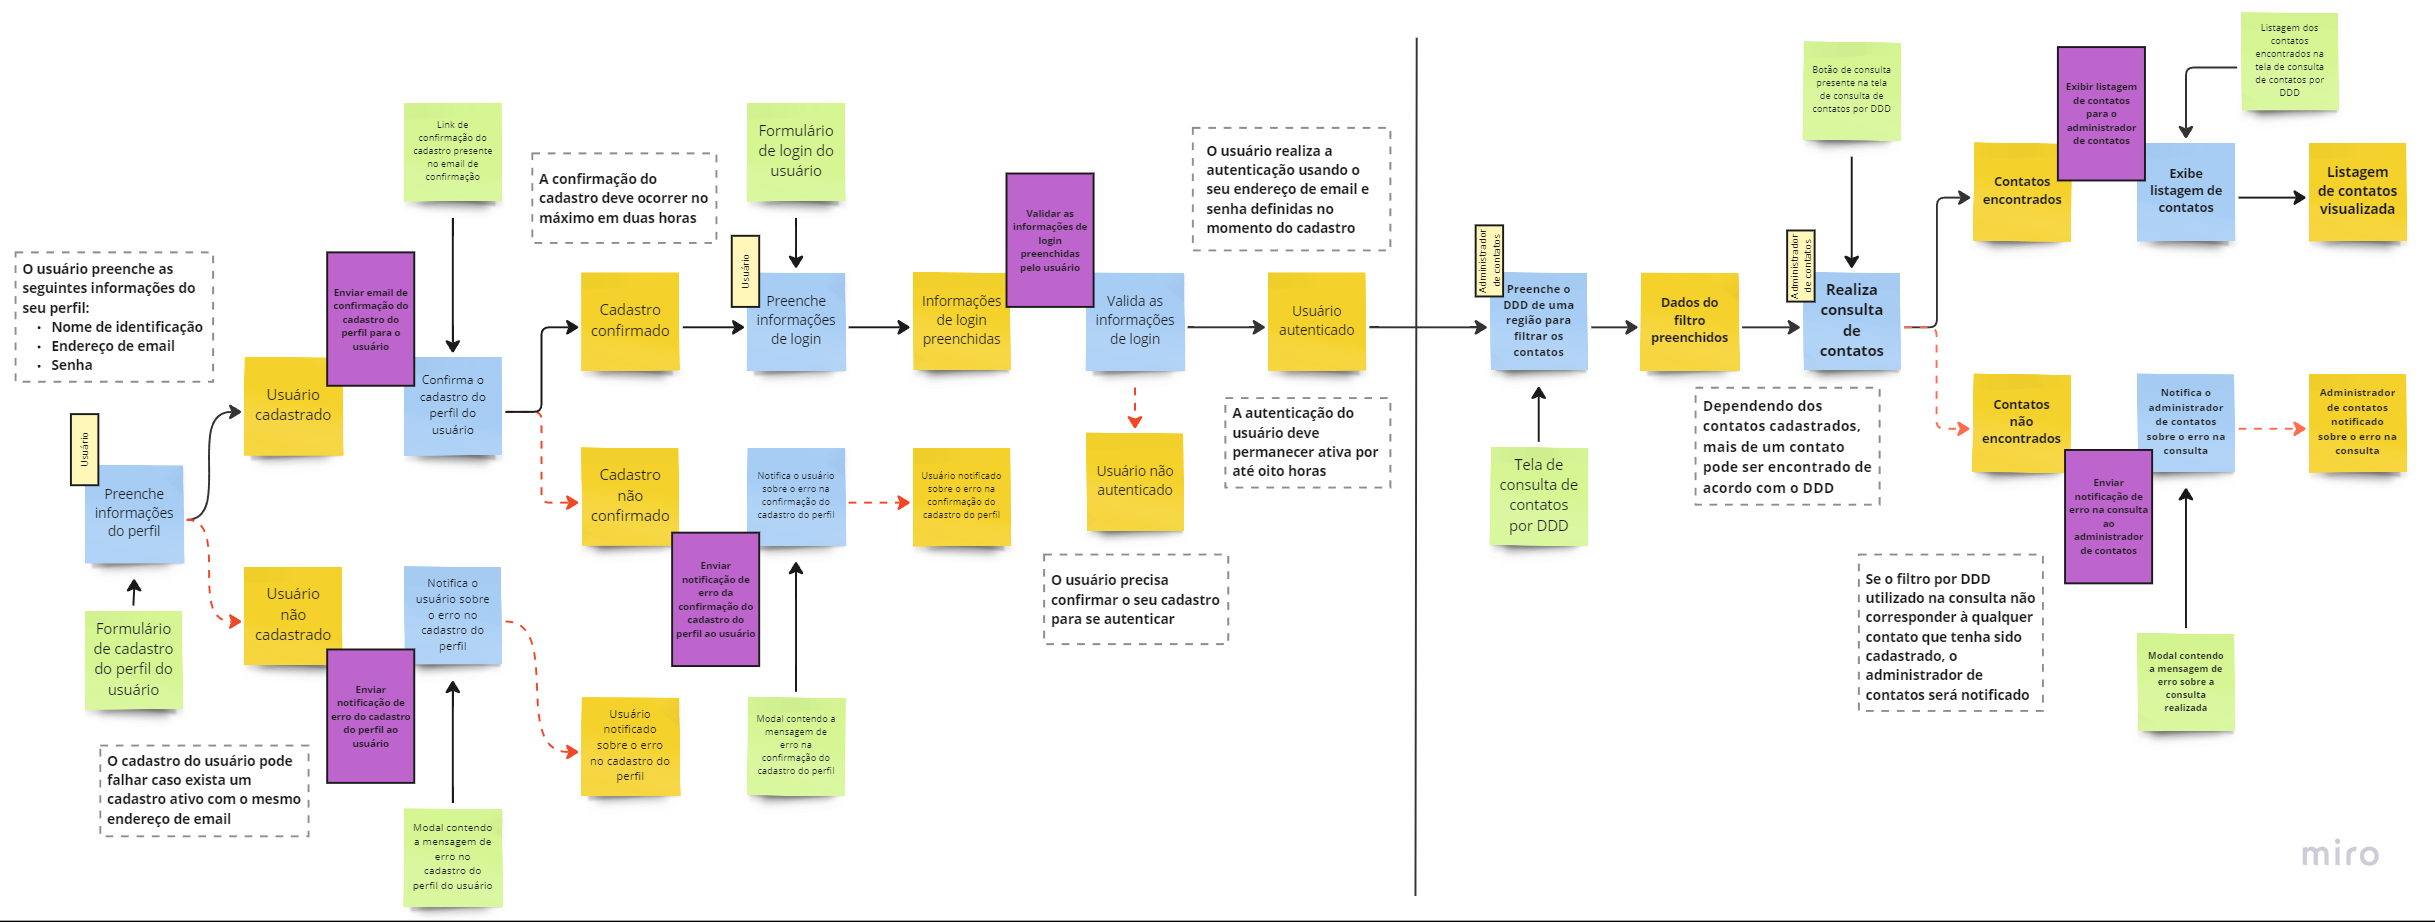 O usuário preenche as
seguintes informações do
seu perfil:
• Nome de identificação
• Endereço de email
• Senha
Usuário
Preenche
informações
do perfil
Formulário
de cadastro
do perfil do
usuário
O cadastro do usuário pode
falhar caso exista um
cadastro ativo com o mesmo
endereço de email
Usuário
cadastrado
Enviar email de
confirmação do
cadastro do
perfil para o
usuário
Link de
confirmação do
cadastro presente
no email de
confirmação
Confirma o
cadastro do
perfil do
usuário
Usuário
não
cadastrado
Enviar
notificação de
erro do cadastro
do perfil ao
usuário
Notifica o
usuário sobre
o erro no
cadastro do
perfil
Modal contendo
a mensagem de
erro no
cadastro do
perfil do usuário
A confirmação do
cadastro deve ocorrer no
máximo em duas horas
Cadastro
confirmado
Cadastro
não
confirmado
Enviar
notificação de
erro da
confirmação do
cadastro do
perfil ao usuário
Usuário
notificado
sobre o erro
no cadastro do
perfil
Formulário
de login do
usuário
Usuário
Preenche
informações
de login
Notifica o usuário
sobre o erro na
confirmação do
cadastro do perfil
Modal contendo a
mensagem de
erro na
confirmação do
cadastro do perfil
Informações
de login
preenchidas
Usuário notificado
sobre o erro na
confirmação do
cadastro do perfil
Validar as
informações de
login
preenchidas
pelo usuário
Valida as
informações
de login
Usuário não
autenticado
O usuário precisa
confirmar o seu cadastro
para se autenticar
O usuário realiza a
autenticação usando o
seu endereço de email e
senha definidas no
momento do cadastro
Usuário
autenticado
A autenticação do
usuário deve
permanecer ativa por
até oito horas
Administrador
de contatos
Preenche o
DDD de uma
região para
filtrar os
contatos
Tela de
consulta de
contatos
por DDD
Dados do
filtro
preenchidos
Botão de consulta
presente na tela
de consulta de
contatos por DDD
Administrador
de contatos
Realiza
consulta
de
contatos
Dependendo dos
contatos cadastrados,
mais de um contato
pode ser encontrado de
acordo com o DDD
Contatos
encontrados
Exibir listagem
de contatos
para o
administrador
de contatos
Exibe
listagem de
contatos
Listagem dos
contatos
encontrados na
tela de consulta
de contatos por
DDD
Listagem
de contatos
visualizada
Contatos
não
encontrados
Enviar
notificação de
erro na consulta
ao
administrador
de contatos
Notifica o
administrador
de contatos
sobre o erro na
consulta
Administrador
de contatos
notificado
sobre o erro na
consulta
Se o filtro por DDD
utilizado na consulta não
corresponder à qualquer
contato que tenha sido
cadastrado, o
administrador de
contatos será notificado
Modal contendo
a mensagem de
erro sobre a
consulta
realizada
miro